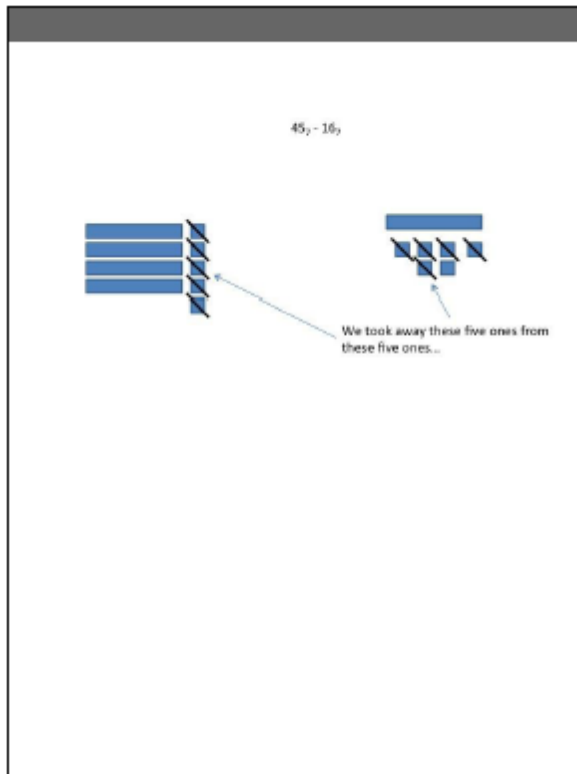 45₇ - 16₇
We took away these five ones from
these five ones...